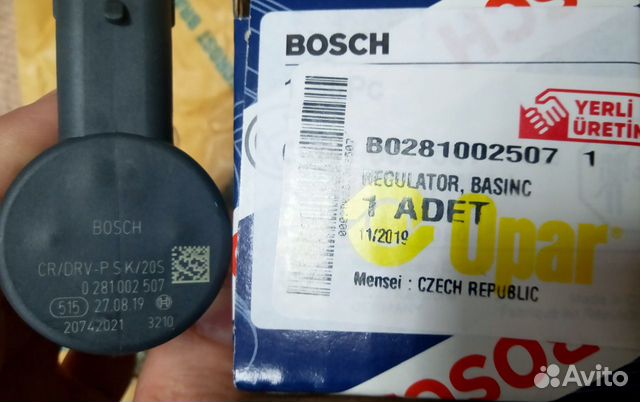 BOSCH
CR/DRV-P S K/20S
0 281 002 507
515 27.08.19
20742021 3210
BOSCH
YERLİ
ÜRETİM
B0281002507 1
REGULATOR, BASINC
1 ADET
11/2019
Opar
Mensei : CZECH REPUBLIC
Avito